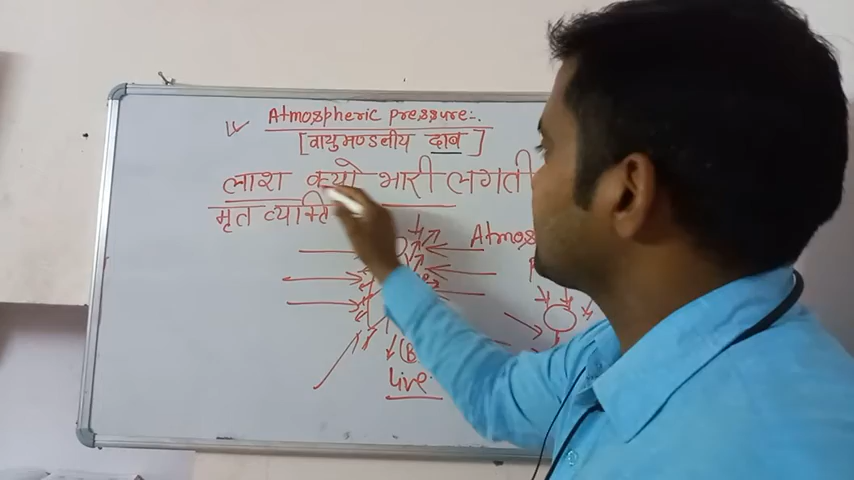 Atmospheric pressure:-
[वायुमण्डलीय दाब]
लाश क्यो भारी लगती
मृत व्यक्ति
Atmos
(B
live